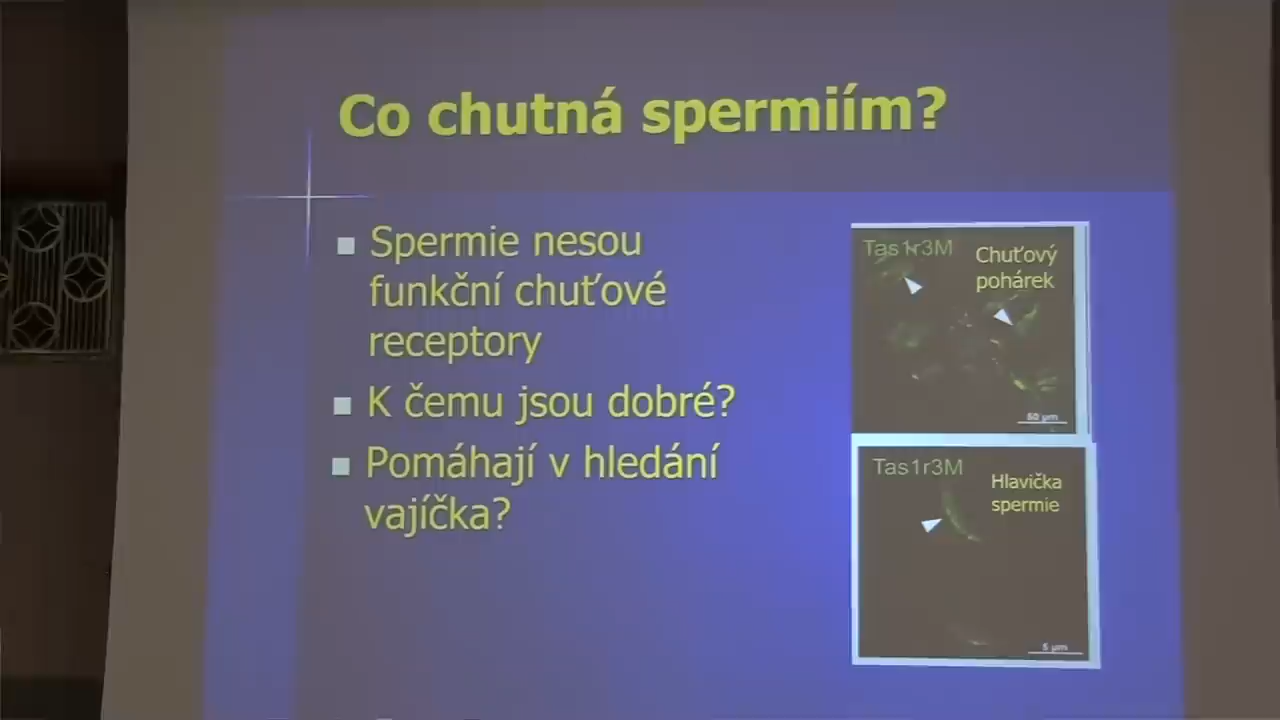 Co chutná spermiím?
Spermie nesou
funkční chuťové
receptory
K čemu jsou dobré?
Pomáhají v hledání
vajíčka?
Tas1r3M
Chuťový
pohárek
50 µm
Tas1r3M
Hlavička
spermie
5 µm